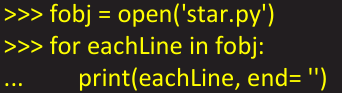 >>> fobj = open('star.py')
>>> for eachLine in fobj:
...     print(eachLine, end= '')